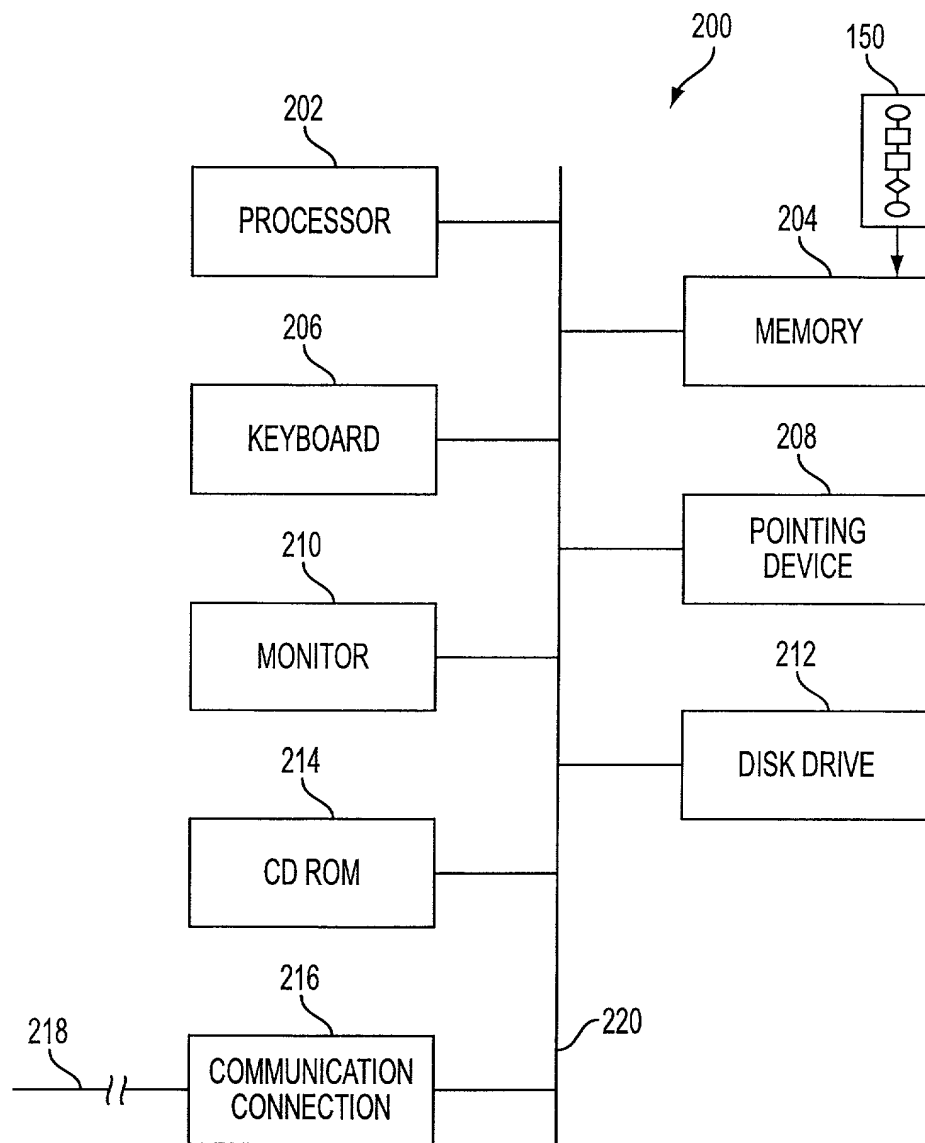 200
150
202
PROCESSOR
204
MEMORY
206
KEYBOARD
208
POINTING
DEVICE
210
MONITOR
212
DISK DRIVE
214
CD ROM
216
218
COMMUNICATION
CONNECTION
220